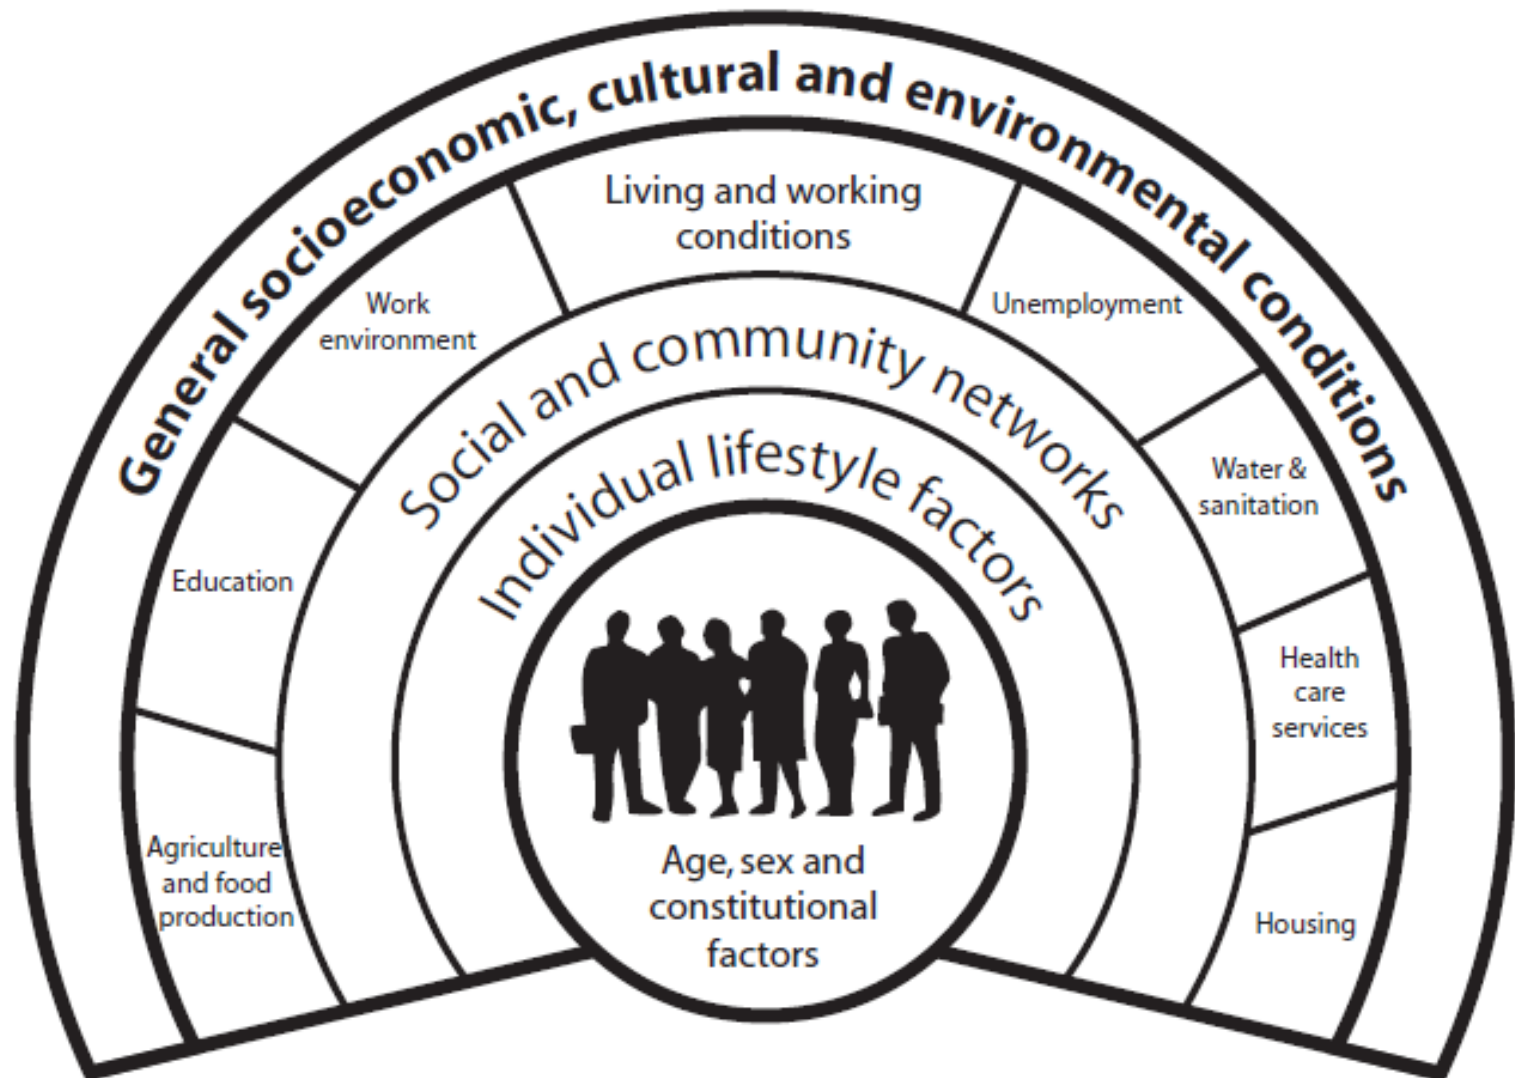 General socioeconomic, cultural and environmental conditions
Living and working
conditions
Work
environment
Unemployment
Education
Water &
sanitation
Agriculture
and food
production
Health
care
services
Housing
Social and community networks
Individual lifestyle factors
Age, sex and
constitutional
factors